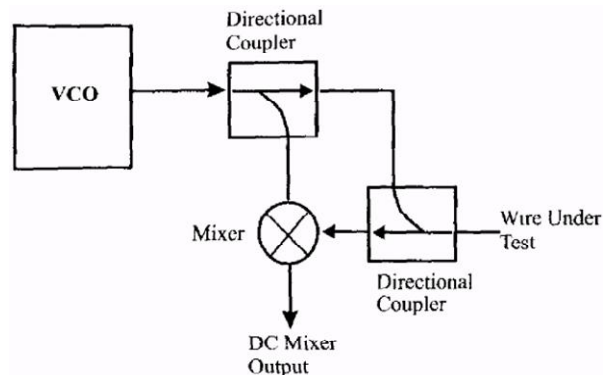 Directional
Coupler
VCO
Mixer
Wire Under
Test
Directional
Coupler
DC Mixer
Output